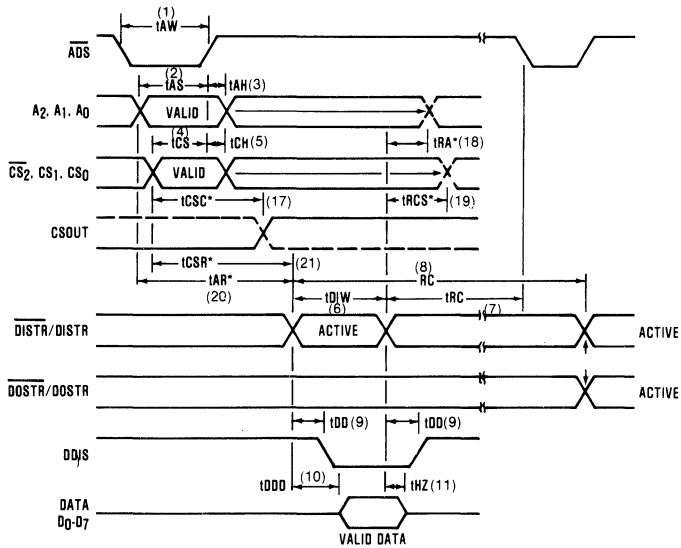 (1)
tAW
ADS
(2)
tAS
tAH (3)
A2, A1, A0
VALID
(4)
tCS
tCH (5)
tRA* (18)
CS2, CS1, CS0
VALID
tCSC*
(17)
tRCS*
(19)
CSOUT
tCSR*
(21)
(8)
RC
tAR*
(20)
tDIW
(6)
tRC
(7)
DISTR/DISTR
ACTIVE
ACTIVE
DOSTR/DOSTR
ACTIVE
tDD (9)
tDD (9)
DDIS
tDDD
(10)
tHZ (11)
DATA
D0-D7
VALID DATA